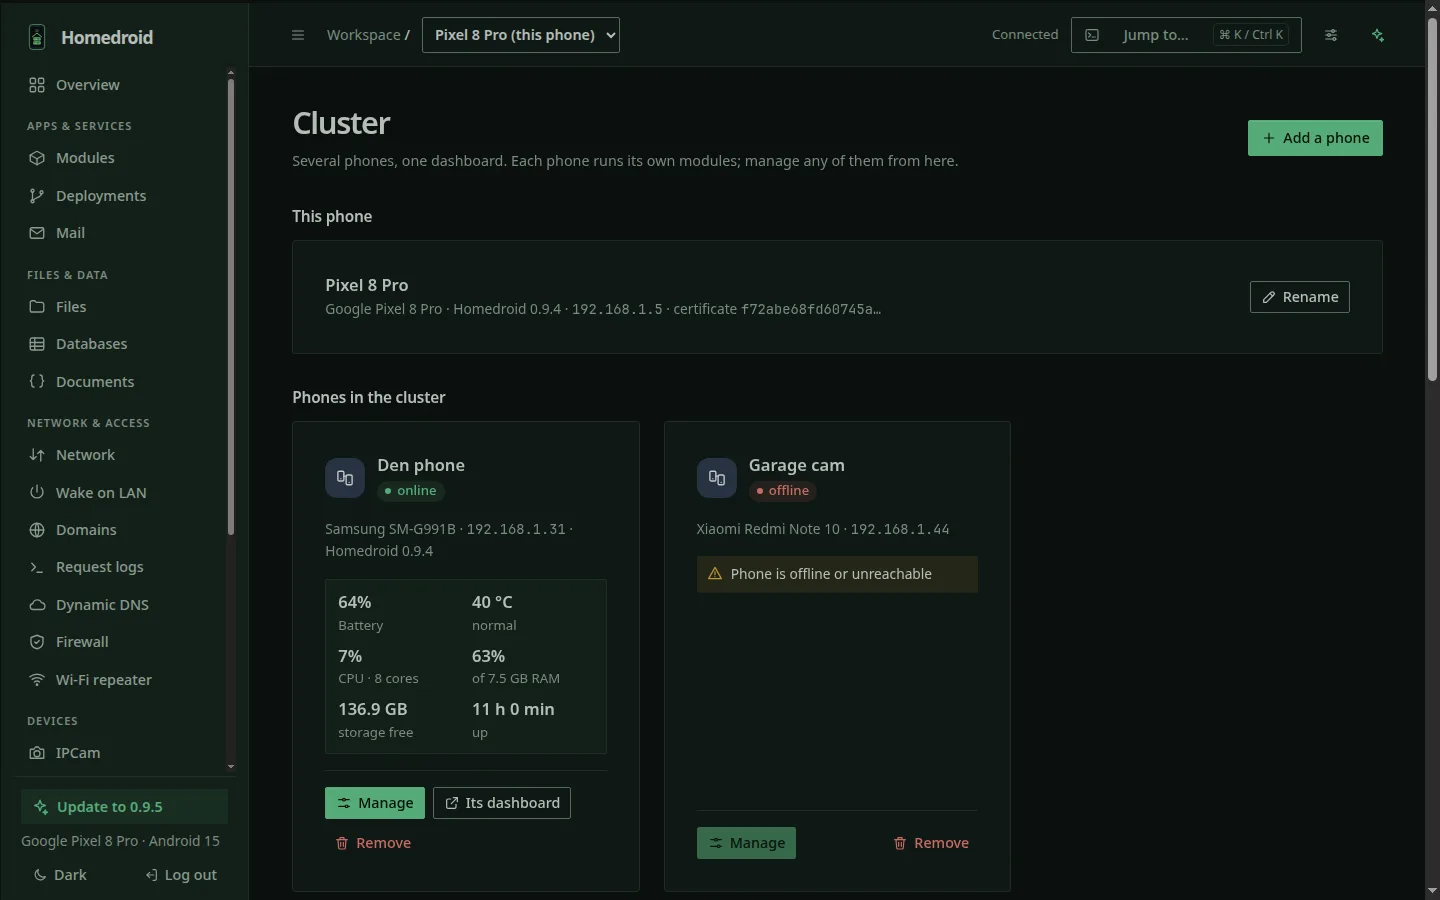 Homedroid
Overview
APPS & SERVICES
Modules
Deployments
Mail
FILES & DATA
Files
Databases
Documents
NETWORK & ACCESS
Network
Wake on LAN
Domains
Request logs
Dynamic DNS
Firewall
Wi-Fi repeater
DEVICES
IPCam
Update to 0.9.5
Google Pixel 8 Pro · Android 15
Dark
Log out
Workspace /
Pixel 8 Pro (this phone)
Connected
Jump to...
⌘ K / Ctrl K
Cluster
Several phones, one dashboard. Each phone runs its own modules; manage any of them from here.
Add a phone
This phone
Pixel 8 Pro
Google Pixel 8 Pro · Homedroid 0.9.4 · 192.168.1.5 · certificate f72abe68fd60745a…
Rename
Phones in the cluster
Den phone
online
Samsung SM-G991B · 192.168.1.31 ·
Homedroid 0.9.4
64%
Battery
40 °C
normal
7%
CPU · 8 cores
63%
of 7.5 GB RAM
136.9 GB
storage free
11 h 0 min
up
Manage
Its dashboard
Remove
Garage cam
offline
Xiaomi Redmi Note 10 · 192.168.1.44
Phone is offline or unreachable
Manage
Remove